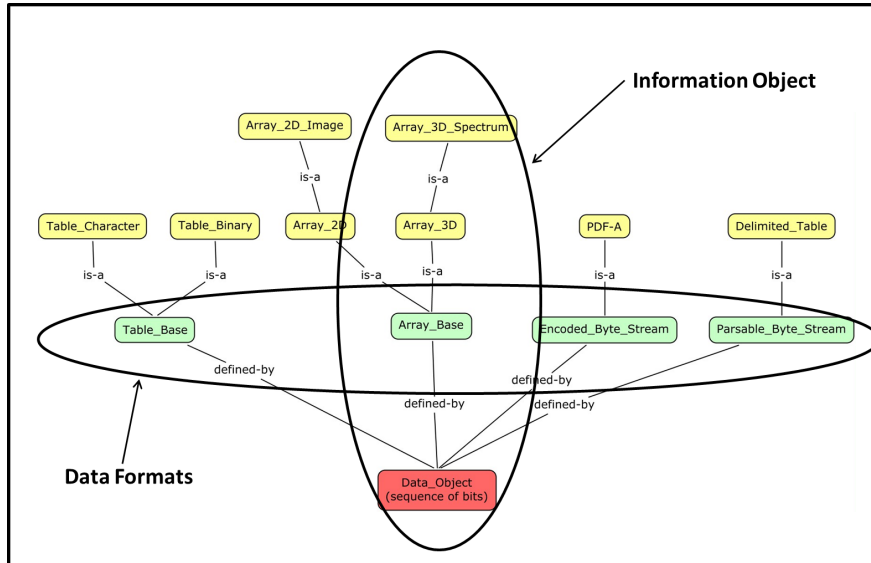 Information Object
Array_2D_Image
Array_3D_Spectrum
is-a
is-a
Table_Character
Table_Binary
Array_2D
Array_3D
PDF-A
Delimited_Table
is-a
is-a
is-a
is-a
is-a
is-a
Table_Base
Array_Base
Encoded_Byte_Stream
Parsable_Byte_Stream
defined-by
defined-by
defined-by
defined-by
Data Formats
Data_Object
(sequence of bits)